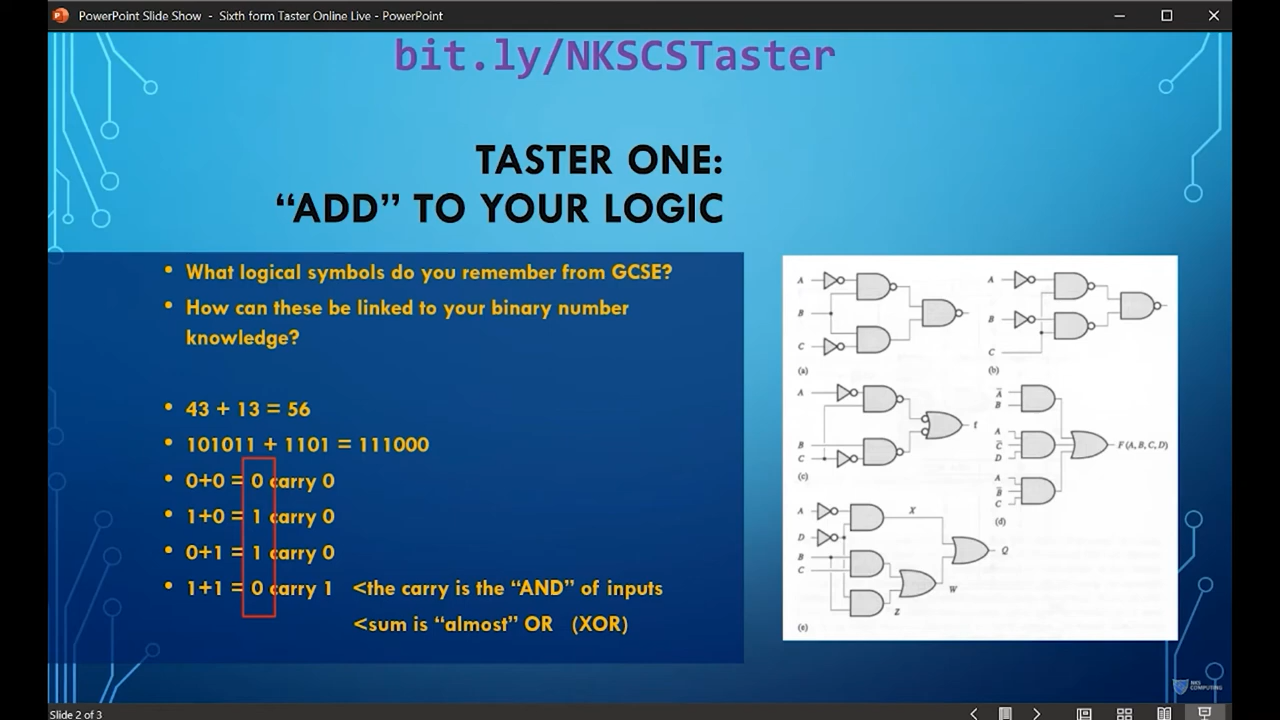 PowerPoint Slide Show - Sixth form Taster Online Live - PowerPoint
bit.ly/NKSCSTaster
TASTER ONE:
“ADD” TO YOUR LOGIC
• What logical symbols do you remember from GCSE?
• How can these be linked to your binary number
knowledge?
• 43 + 13 = 56
• 101011 + 1101 = 111000
• 0+0 = 0 carry 0
• 1+0 = 1 carry 0
• 0+1 = 1 carry 0
• 1+1 = 0 carry 1 <the carry is the “AND” of inputs
<sum is “almost” OR (XOR)
A
B
C
(a)
A
B
C
(b)
A
B
C
f
(c)
A̅
B
A
C̅
D
A
B̅
C
F(A, B, C, D)
(d)
A
D
B
C
X
Q
W
Z
(e)
NKS
COMPUTING
Slide 2 of 3